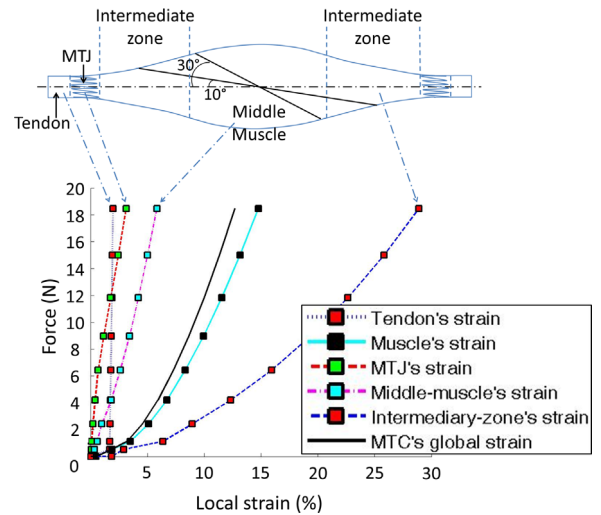 Intermediate
zone
Intermediate
zone
MTJ
30°
10°
Tendon
Middle
Muscle
20
18
16
14
12
10
8
6
4
2
0
5
10
15
20
25
30
Force (N)
Local strain (%)
Tendon's strain
Muscle's strain
MTJ's strain
Middle-muscle's strain
Intermediary-zone's strain
MTC's global strain